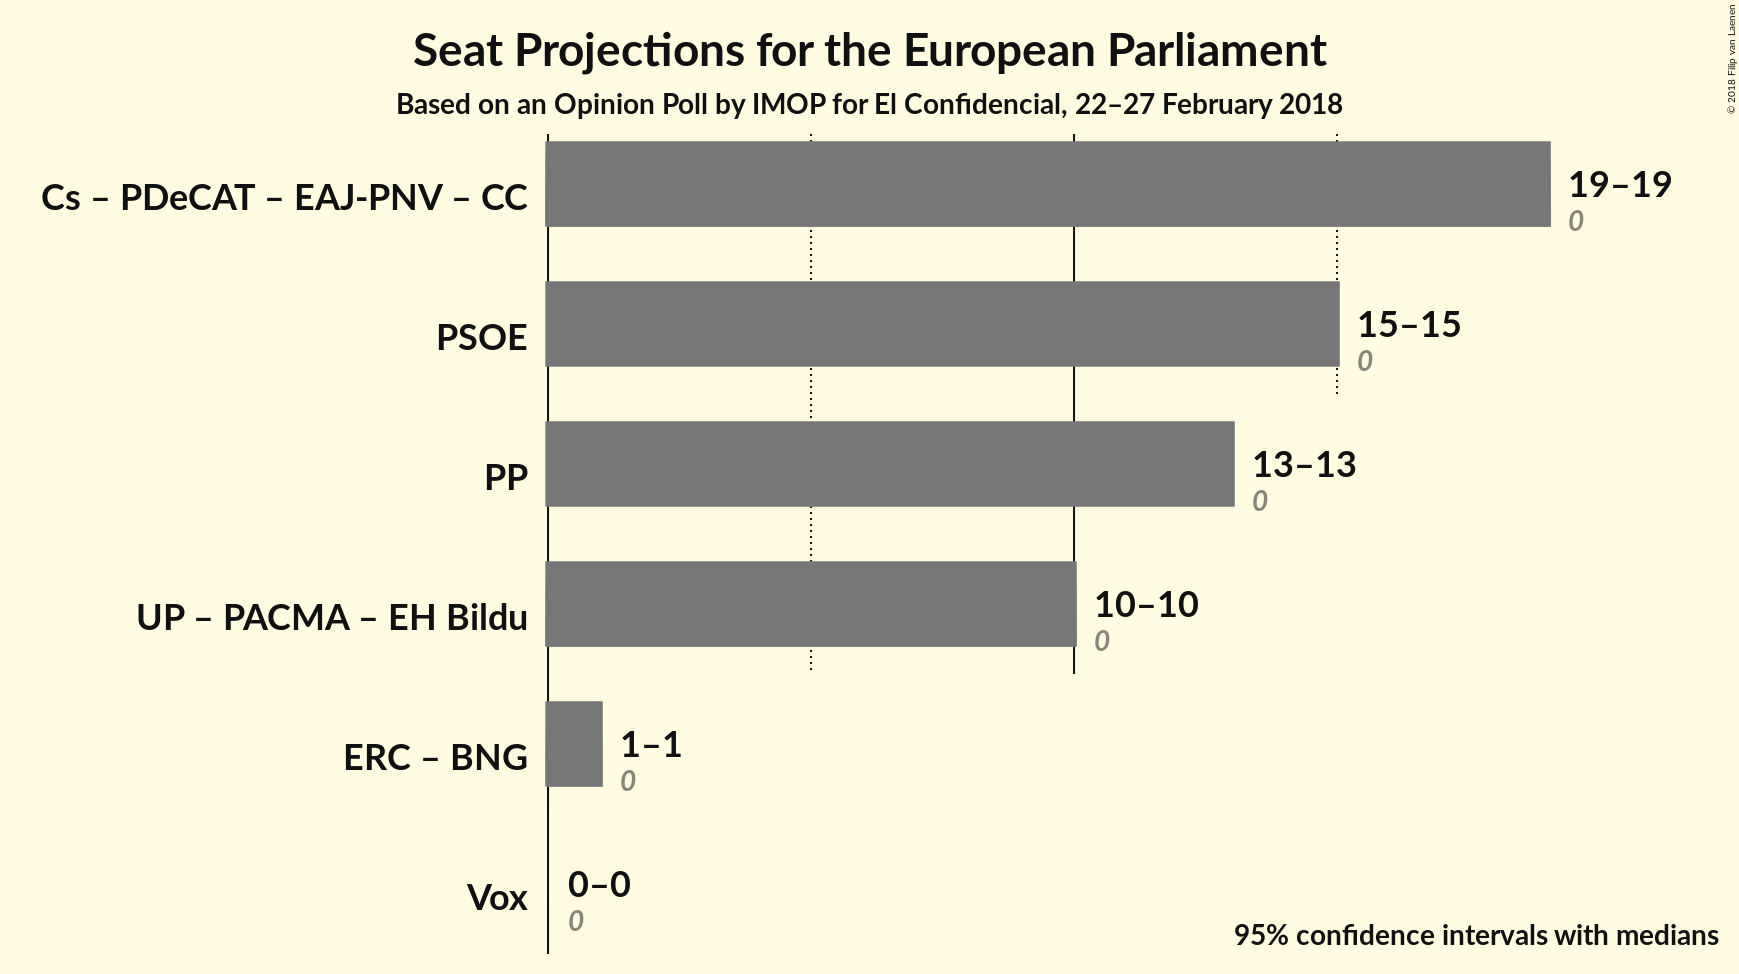 Seat Projections for the European Parliament
Based on an Opinion Poll by IMOP for El Confidencial, 22–27 February 2018
© 2018 Filip van Laenen
Cs – PDeCAT – EAJ-PNV – CC
19–19
0
PSOE
15–15
0
PP
13–13
0
UP – PACMA – EH Bildu
10–10
0
ERC – BNG
1–1
0
Vox
0–0
0
95% confidence intervals with medians